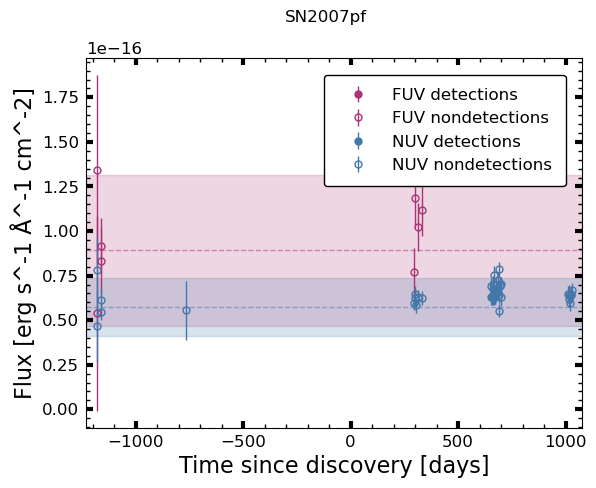 SN2007pf
1e−16
FUV detections
FUV nondetections
NUV detections
NUV nondetections
1.75
1.50
1.25
1.00
0.75
0.50
0.25
0.00
Flux [erg s^-1 Å^-1 cm^-2]
−1000
−500
0
500
1000
Time since discovery [days]